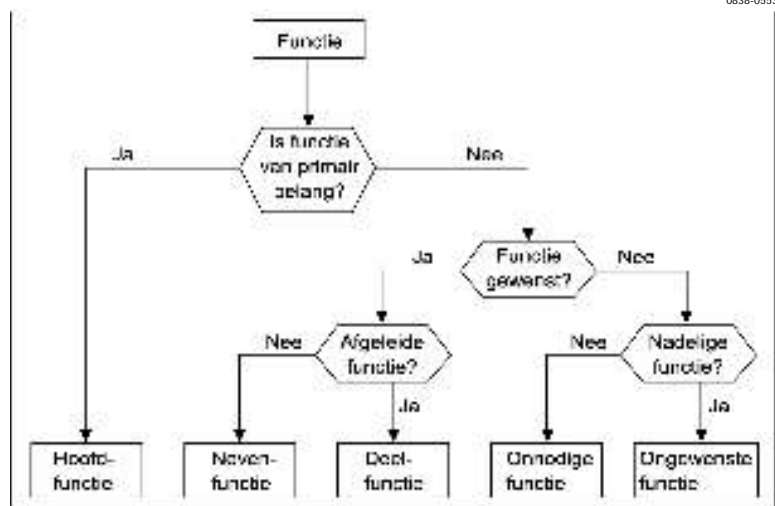 Functie
Is functie
van primair
belang?
Ja
Nee
Functie
gewenst?
Ja
Nee
Afgeleide
functie?
Nee
Ja
Nadelige
functie?
Nee
Ja
Hoofd-
functie
Neven-
functie
Deel-
functie
Onnodige
functie
Ongewenste
functie